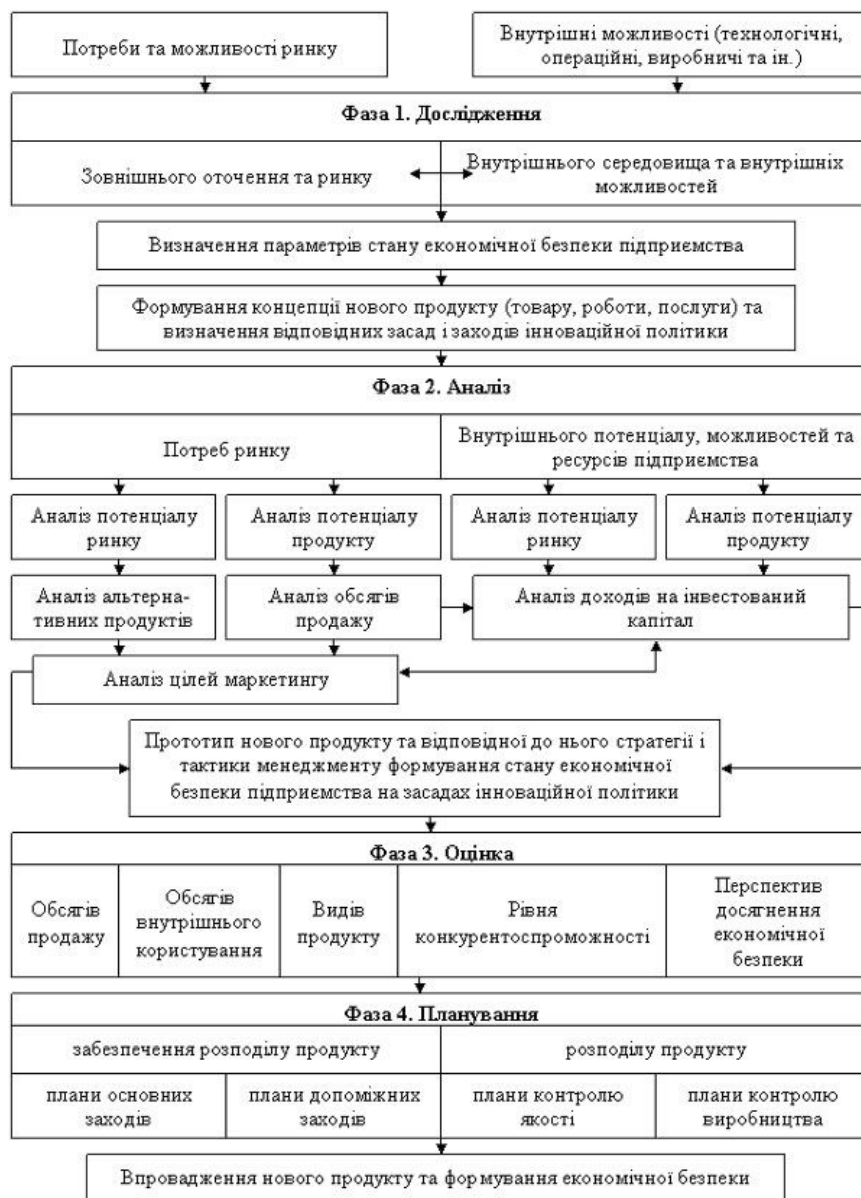 Потреби та можливості ринку
Внутрішні можливості (технологічні,
операційні, виробничі та ін.)
Фаза 1. Дослідження
Зовнішнього оточення та ринку
Внутрішнього середовища та внутрішніх
можливостей
Визначення параметрів стану економічної безпеки підприємства
Формування концепції нового продукту (товару, роботи, послуги) та
визначення відповідних засад і заходів інноваційної політики
Фаза 2. Аналіз
Потреб ринку
Внутрішнього потенціалу, можливостей та
ресурсів підприємства
Аналіз потенціалу
ринку
Аналіз потенціалу
продукту
Аналіз потенціалу
ринку
Аналіз потенціалу
продукту
Аналіз альтерна-
тивних продуктів
Аналіз обсягів
продажу
Аналіз доходів на інвестований
капітал
Аналіз цілей маркетингу
Прототип нового продукту та відповідної до нього стратегії і
тактики менеджменту формування стану економічної
безпеки підприємства на засадах інноваційної політики
Фаза 3. Оцінка
Обсягів
продажу
Обсягів
внутрішнього
користування
Видів
продукту
Рівня
конкурентоспроможності
Перспектив
досягнення
економічної
безпеки
Фаза 4. Планування
забезпечення розподілу продукту
розподілу продукту
плани основних
заходів
плани допоміжних
заходів
плани контролю
якості
плани контролю
виробництва
Впровадження нового продукту та формування економічної безпеки